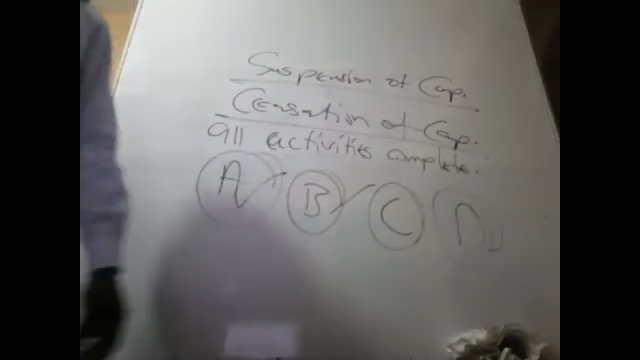 Suspension of Cap.
Cessation of Cap.
all activities complete.
A B C D